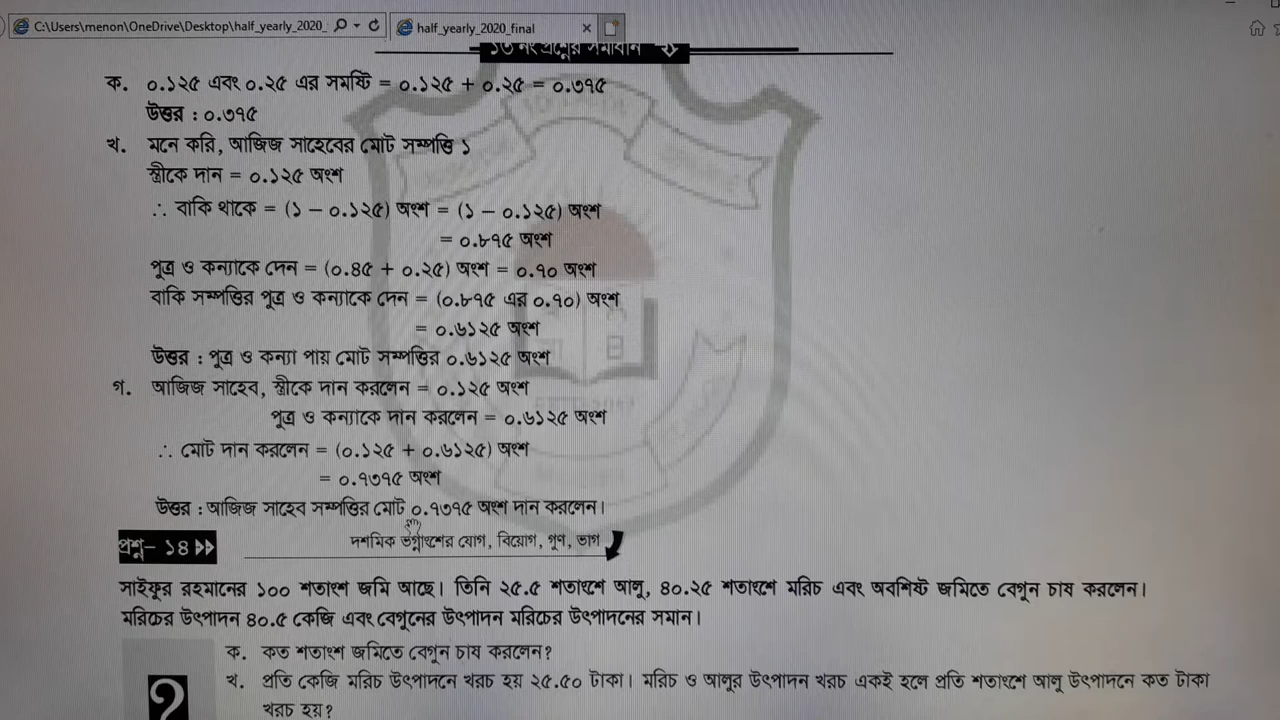 C:\Users\menon\OneDrive\Desktop\half_yearly_2020_
half_yearly_2020_final
১৩ নং প্রশ্নের সমাধান
ক. ০.১২৫ এবং ০.২৫ এর সমষ্টি = ০.১২৫ + ০.২৫ = ০.৩৭৫
উত্তর : ০.৩৭৫
খ. মনে করি, আজিজ সাহেবের মোট সম্পত্তি ১
স্ত্রীকে দান = ০.১২৫ অংশ
∴ বাকি থাকে = (১ – ০.১২৫) অংশ = (১ – ০.১২৫) অংশ
= ০.৮৭৫ অংশ
পুত্র ও কন্যাকে দেন = (০.৪৫ + ০.২৫) অংশ = ০.৭০ অংশ
বাকি সম্পত্তির পুত্র ও কন্যাকে দেন = (০.৮৭৫ এর ০.৭০) অংশ
= ০.৬১২৫ অংশ
উত্তর : পুত্র ও কন্যা পায় মোট সম্পত্তির ০.৬১২৫ অংশ
গ. আজিজ সাহেব, স্ত্রীকে দান করলেন = ০.১২৫ অংশ
পুত্র ও কন্যাকে দান করলেন = ০.৬১২৫ অংশ
∴ মোট দান করলেন = (০.১২৫ + ০.৬১২৫) অংশ
= ০.৭৩৭৫ অংশ
উত্তর : আজিজ সাহেব সম্পত্তির মোট ০.৭৩৭৫ অংশ দান করলেন।
প্রশ্ন– ১৪ দশমিক ভগ্নাংশের যোগ, বিয়োগ, গুণ, ভাগ
সাইফুর রহমানের ১০০ শতাংশ জমি আছে। তিনি ২৫.৫ শতাংশে আলু, ৪০.২৫ শতাংশে মরিচ এবং অবশিষ্ট জমিতে বেগুন চাষ করলেন।
মরিচের উৎপাদন ৪০.৫ কেজি এবং বেগুনের উৎপাদন মরিচের উৎপাদনের সমান।
ক. কত শতাংশ জমিতে বেগুন চাষ করলেন?
খ. প্রতি কেজি মরিচ উৎপাদনে খরচ হয় ২৫.৫০ টাকা। মরিচ ও আলুর উৎপাদন খরচ একই হলে প্রতি শতাংশে আলু উৎপাদনে কত টাকা
খরচ হয়?